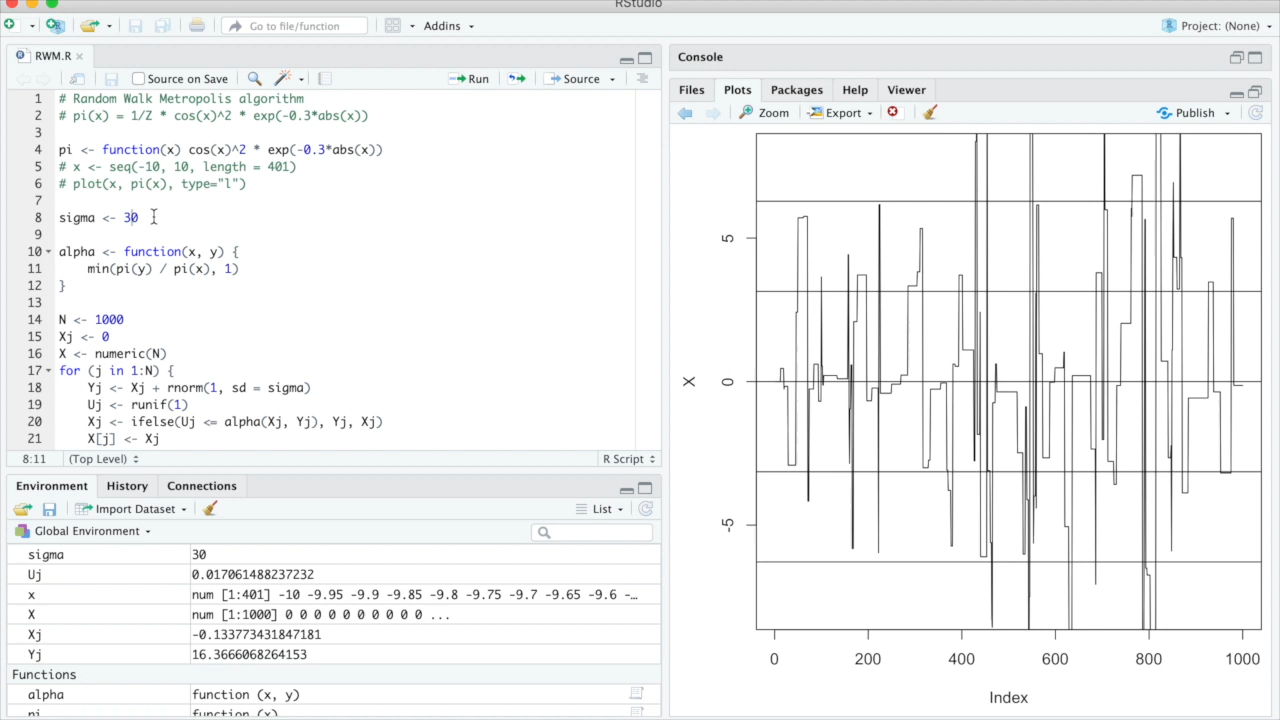 RStudio
Go to file/function
Addins
Project: (None)
RWM.R
Source on Save
Run
Source
1 # Random Walk Metropolis algorithm
2 # pi(x) = 1/Z * cos(x)^2 * exp(-0.3*abs(x))
3
4 pi <- function(x) cos(x)^2 * exp(-0.3*abs(x))
5 # x <- seq(-10, 10, length = 401)
6 # plot(x, pi(x), type="l")
7
8 sigma <- 30
9
10 alpha <- function(x, y) {
11 min(pi(y) / pi(x), 1)
12 }
13
14 N <- 1000
15 Xj <- 0
16 X <- numeric(N)
17 for (j in 1:N) {
18 Yj <- Xj + rnorm(1, sd = sigma)
19 Uj <- runif(1)
20 Xj <- ifelse(Uj <= alpha(Xj, Yj), Yj, Xj)
21 X[j] <- Xj
8:11 (Top Level) R Script
Environment History Connections
Import Dataset List
Global Environment
sigma 30
Uj 0.017061488237232
x num [1:401] -10 -9.95 -9.9 -9.85 -9.8 -9.75 -9.7 -9.65 -9.6 -…
X num [1:1000] 0 0 0 0 0 0 0 0 0 0 ...
Xj -0.133773431847181
Yj 16.3666068264153
Functions
alpha function (x, y)
pi function (x)
Console
Files Plots Packages Help Viewer
Zoom Export Publish
5
0
-5
X
0 200 400 600 800 1000
Index